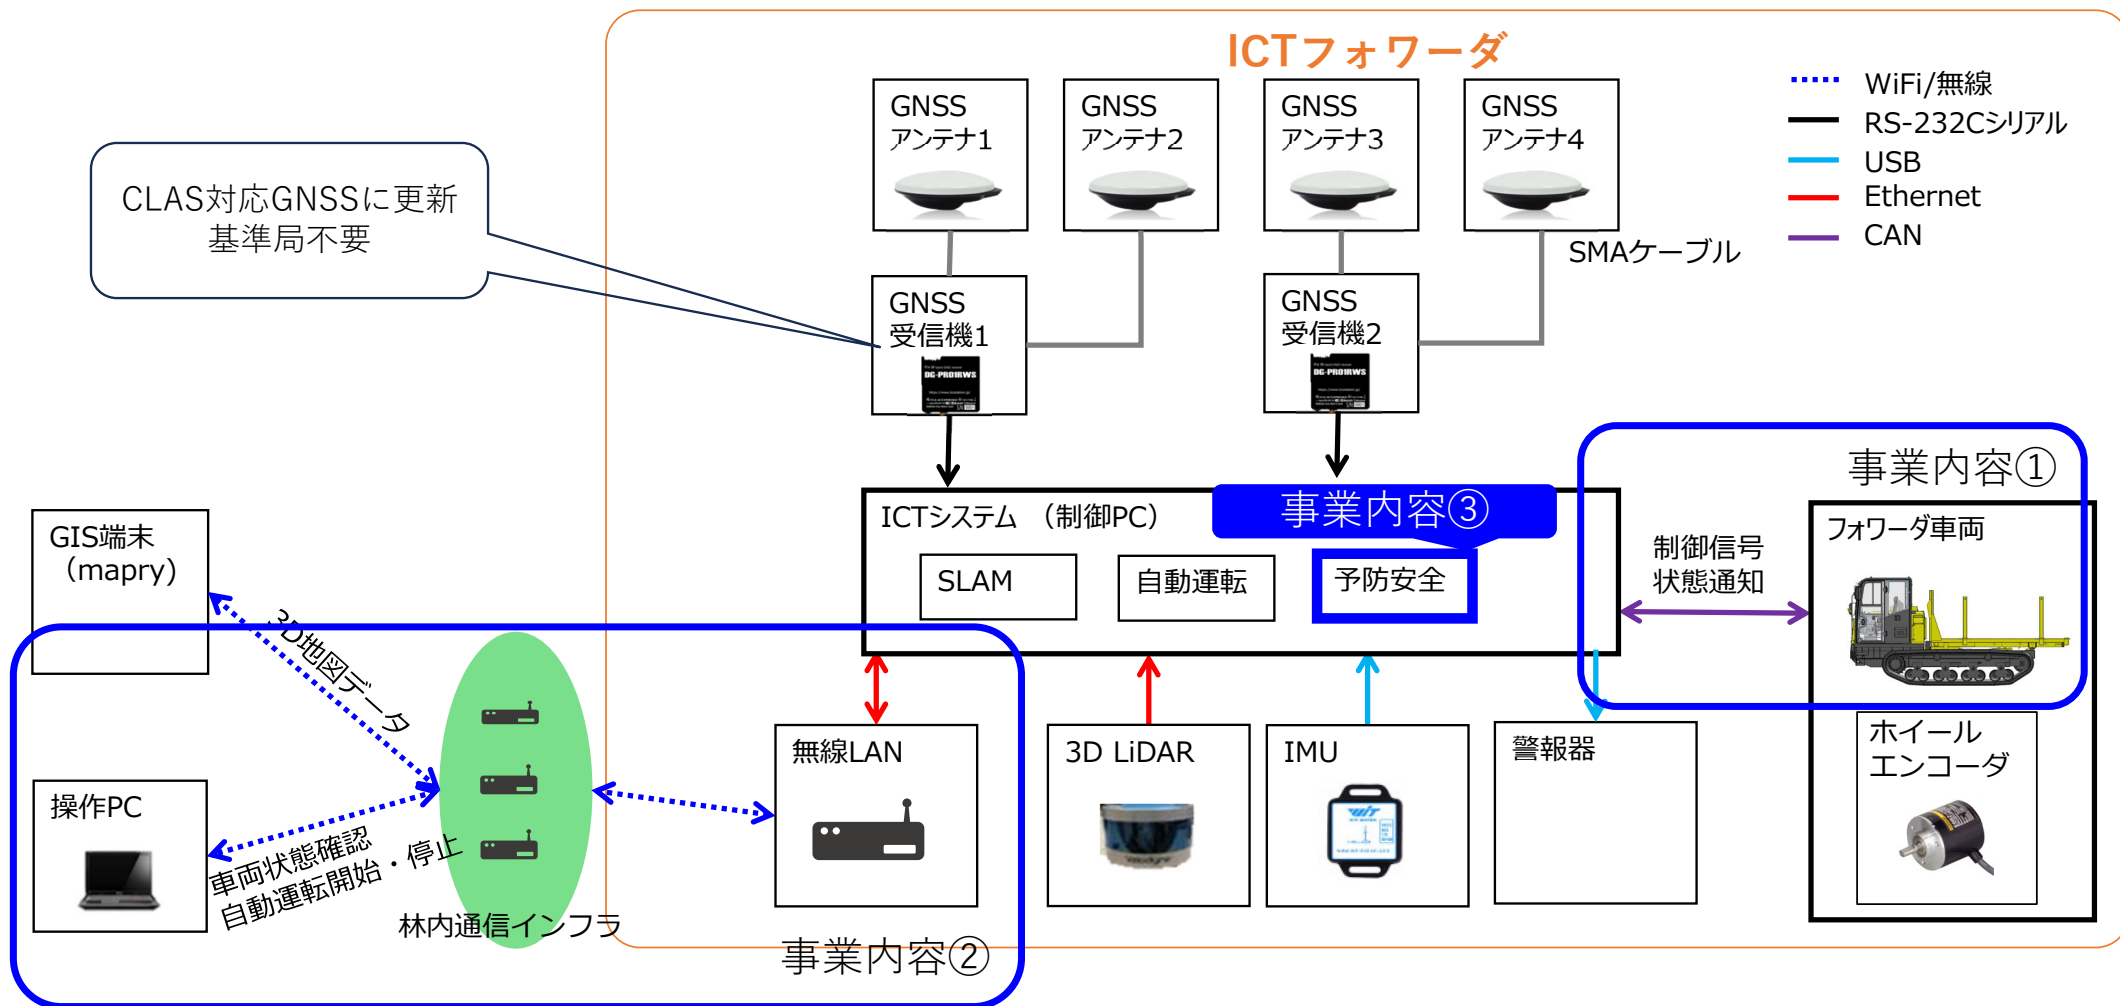 ICTフォワーダ
GNSS
アンテナ1
GNSS
アンテナ2
GNSS
アンテナ3
GNSS
アンテナ4
WiFi/無線
RS-232Cシリアル
USB
Ethernet
CAN
SMAケーブル
CLAS対応GNSSに更新
基準局不要
GNSS
受信機1
DG-PRO1RWS
GNSS
受信機2
DG-PRO1RWS
事業内容①
ICTシステム （制御PC）
事業内容③
SLAM
自動運転
予防安全
制御信号
状態通知
フォワーダ車両
GIS端末
（mapry)
3D地図データ
操作PC
車両状態確認
自動運転開始・停止
林内通信インフラ
無線LAN
3D LiDAR
Velodyne
IMU
WIT
警報器
ホイール
エンコーダ
事業内容②